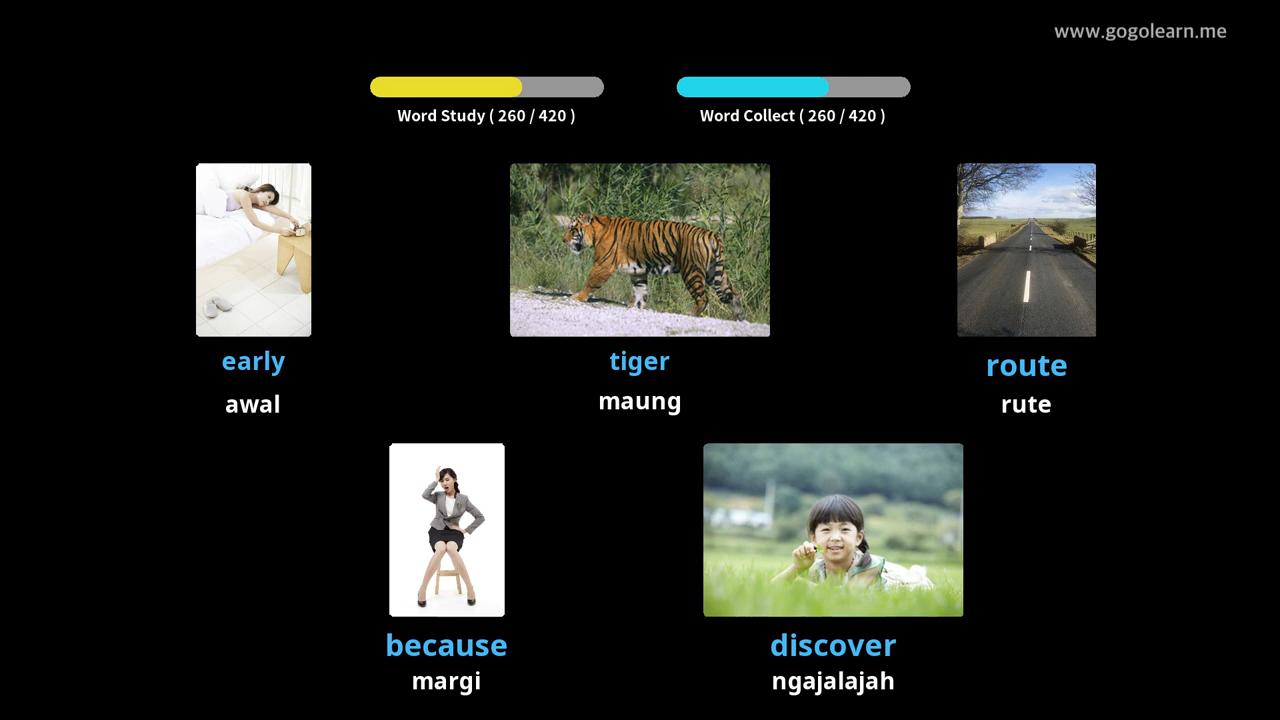 www.gogolearn.me
Word Study ( 260 / 420 )
Word Collect ( 260 / 420 )
early
awal
tiger
maung
route
rute
because
margi
discover
ngajalajah